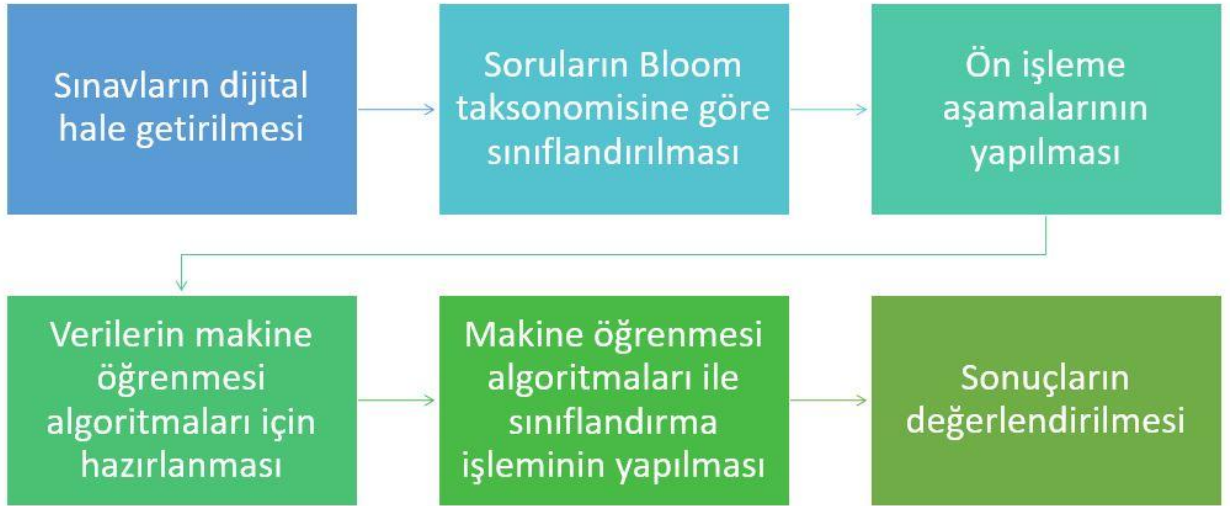 Sınavların dijital
hale getirilmesi
Soruların Bloom
taksonomisine göre
sınıflandırılması
Ön işleme
aşamalarının
yapılması
Verilerin makine
öğrenmesi
algoritmaları için
hazırlanması
Makine öğrenmesi
algoritmaları ile
sınıflandırma
işleminin yapılması
Sonuçların
değerlendirilmesi